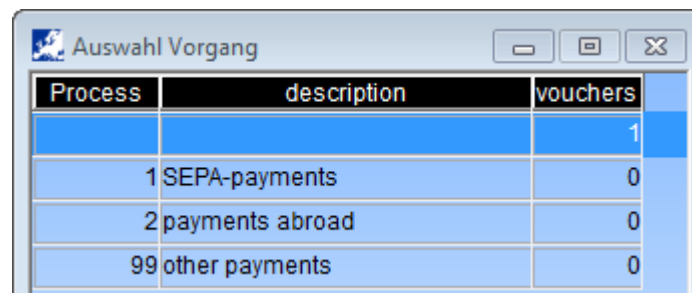 Auswahl Vorgang
Process description vouchers
1
1 SEPA-payments 0
2 payments abroad 0
99 other payments 0